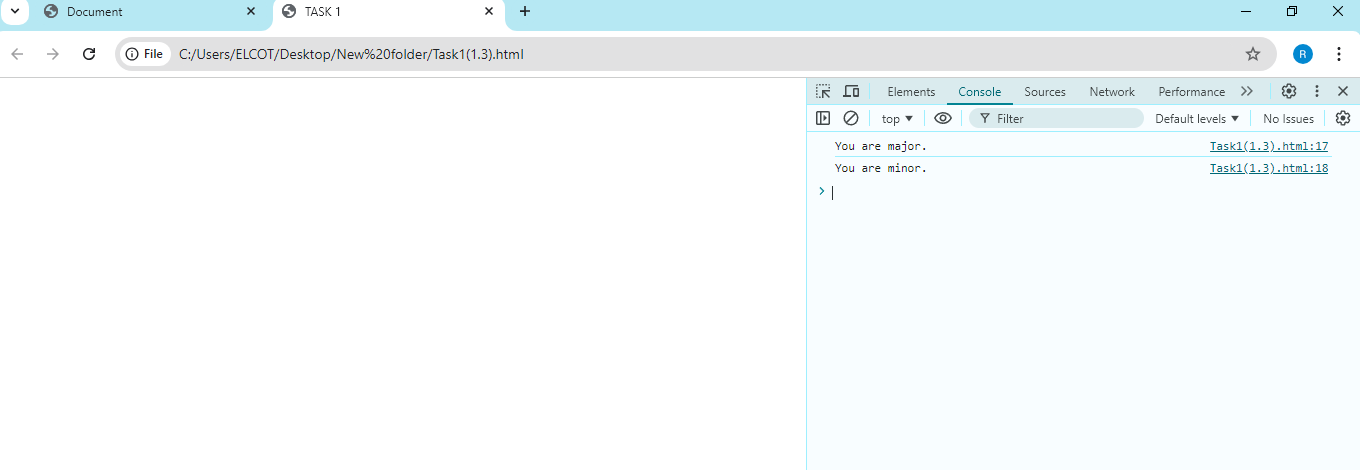 Document
TASK 1
File
C:/Users/ELCOT/Desktop/New%20folder/Task1(1.3).html
R
Elements Console Sources Network Performance
top Filter Default levels No Issues
You are major. Task1(1.3).html:17
You are minor. Task1(1.3).html:18